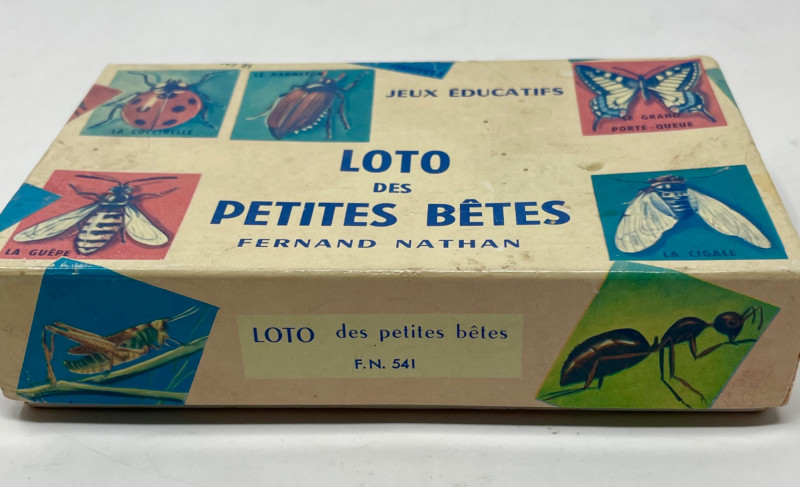 LA COCCINELLE
LE HANNETON
JEUX ÉDUCATIFS
LE GRAND
PORTE-QUEUE
LOTO
DES
PETITES BÊTES
FERNAND NATHAN
LA GUÊPE
LA CIGALE
LOTO des petites bêtes
F.N. 541